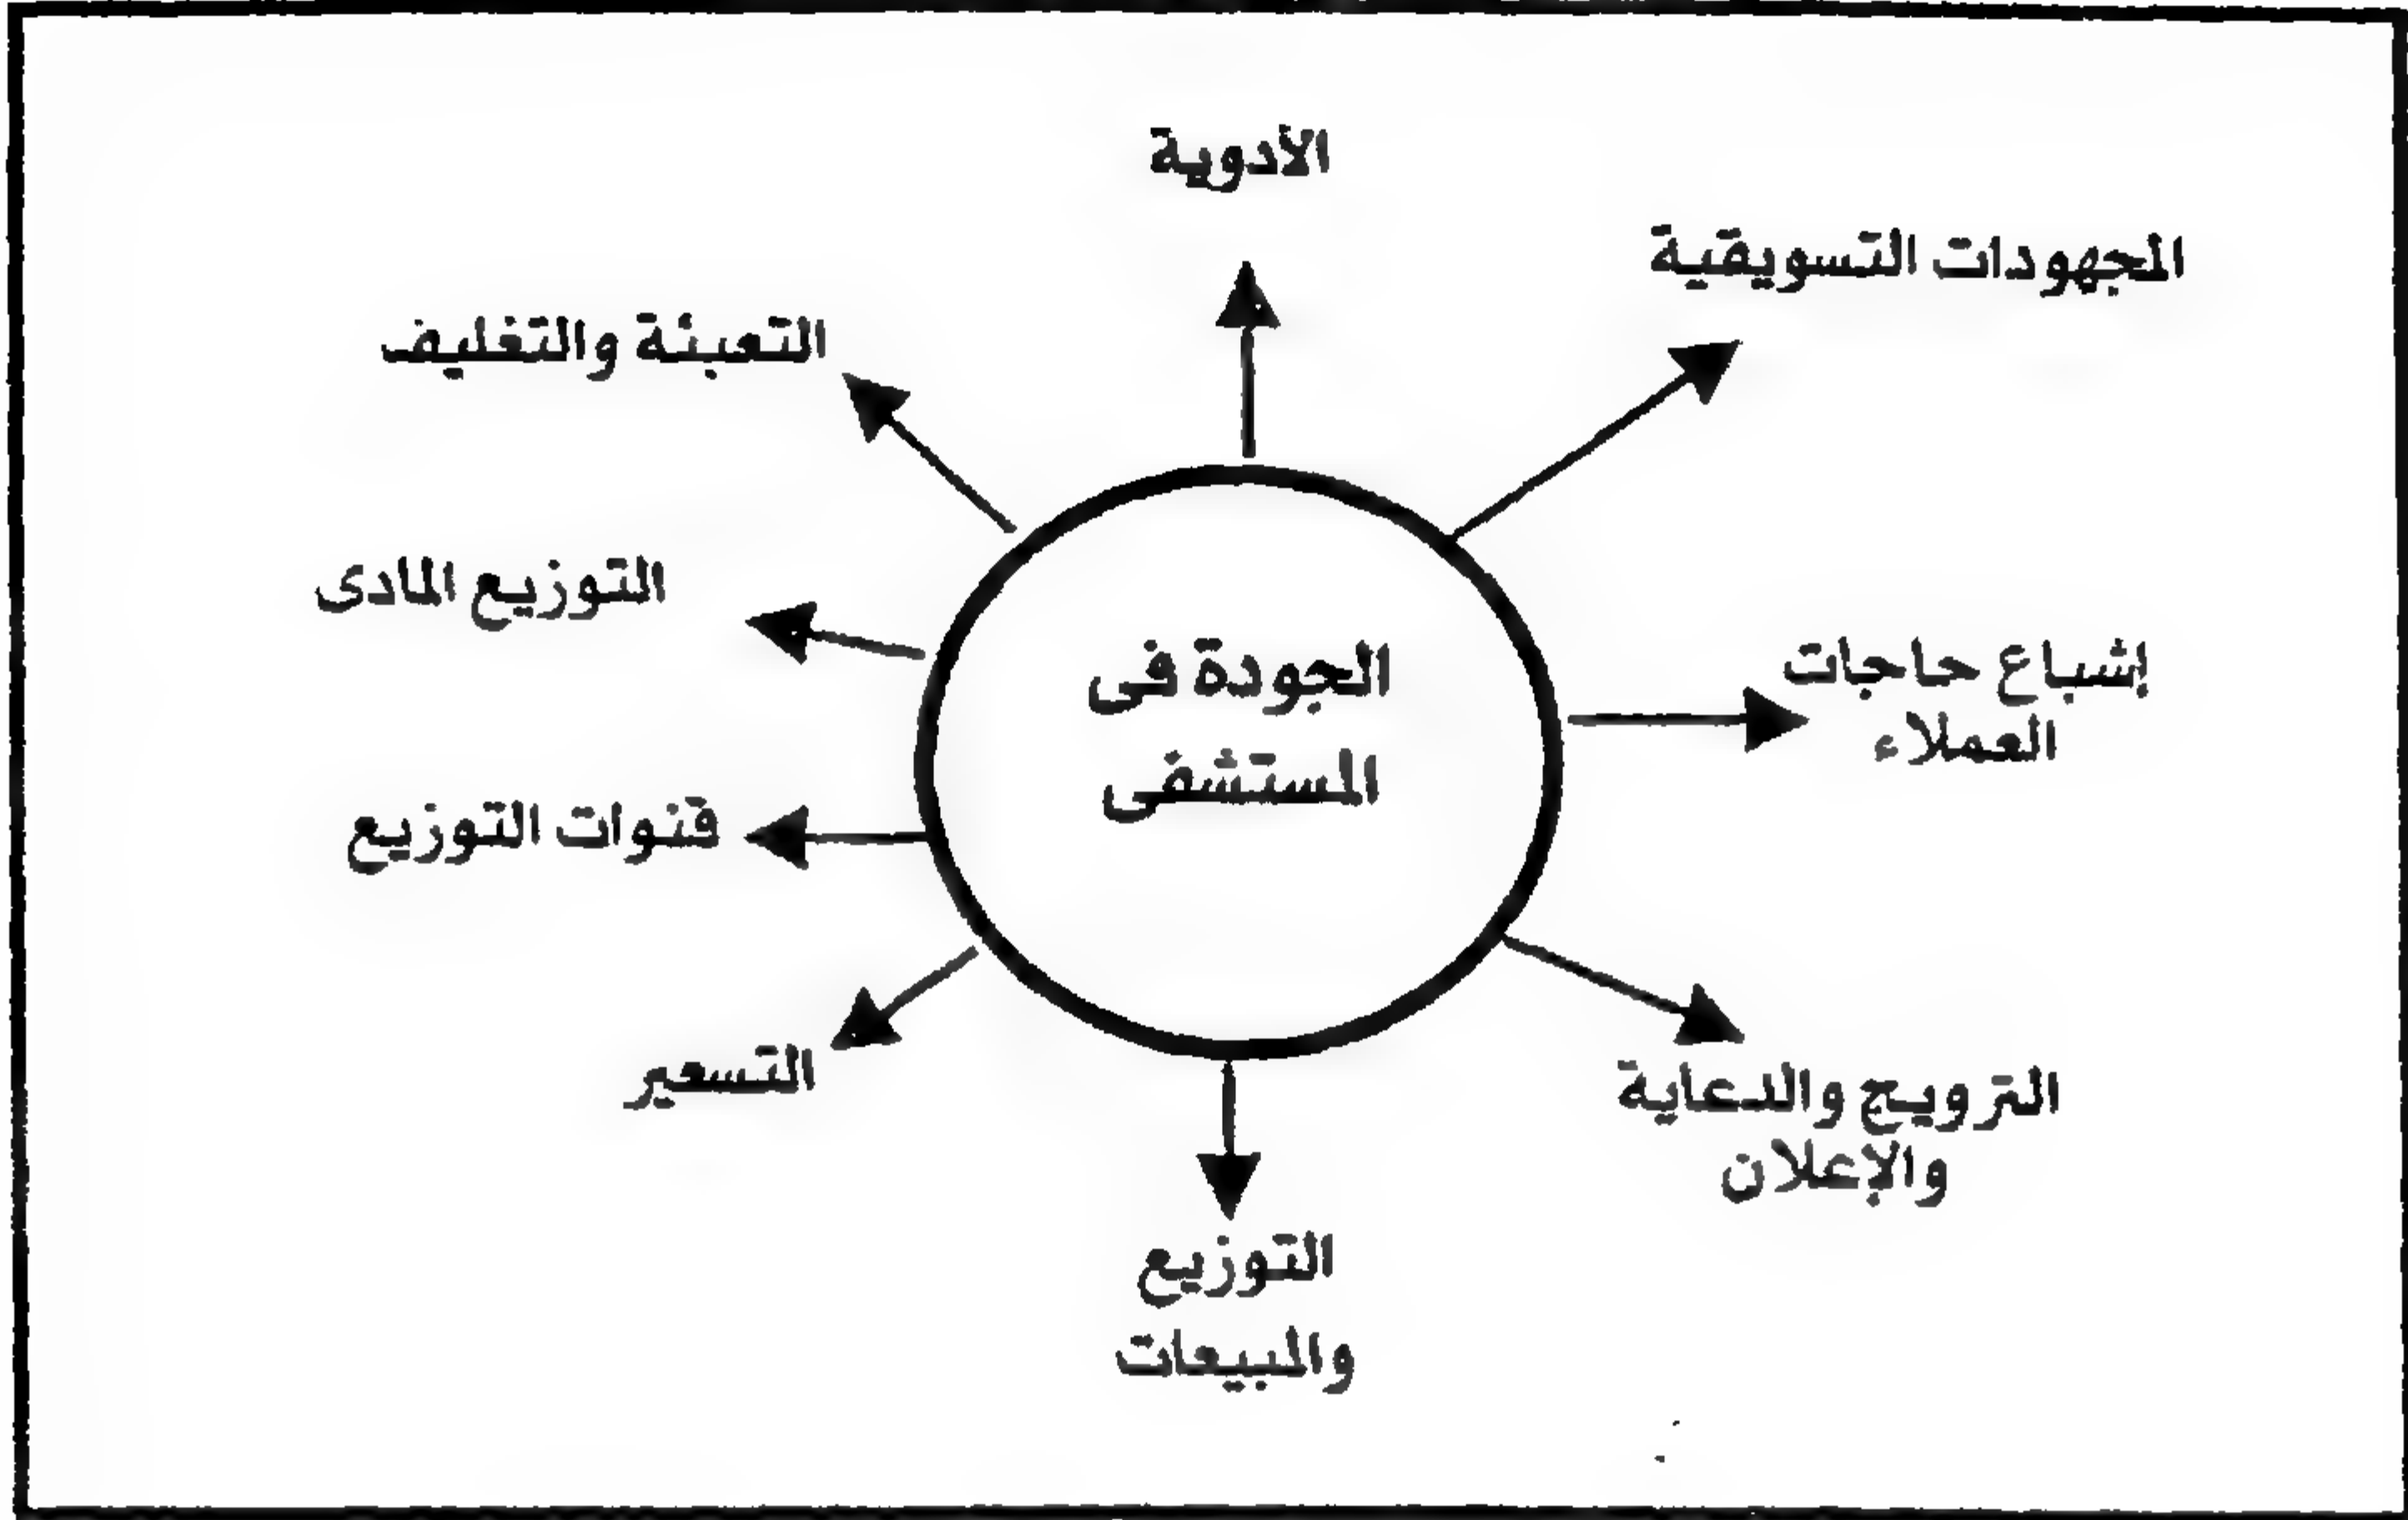 الأدوية
المجهودات التسويقية
التعبئة والتغليف
التوزيع المادى
إشباع حاجات
العملاء
الجودة فى
المستشفى
قنوات التوزيع
التسعير
الترويج والدعاية
والإعلان
التوزيع
والمبيعات